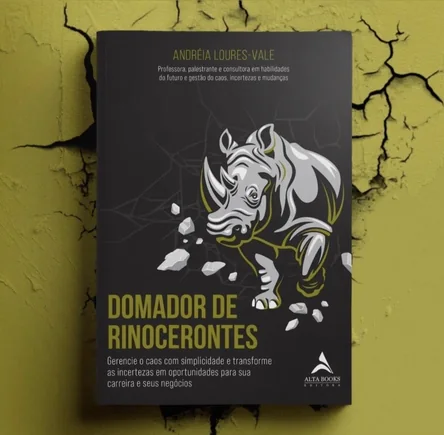 ANDRÉIA LOURES-VALE
Professora, palestrante e consultora em habilidades
do futuro e gestão do caos, incertezas e mudanças
DOMADOR DE
RINOCERONTES
Gerencie o caos com simplicidade e transforme
as incertezas em oportunidades para sua
carreira e seus negócios
ALTA BOOKS
EDITORA